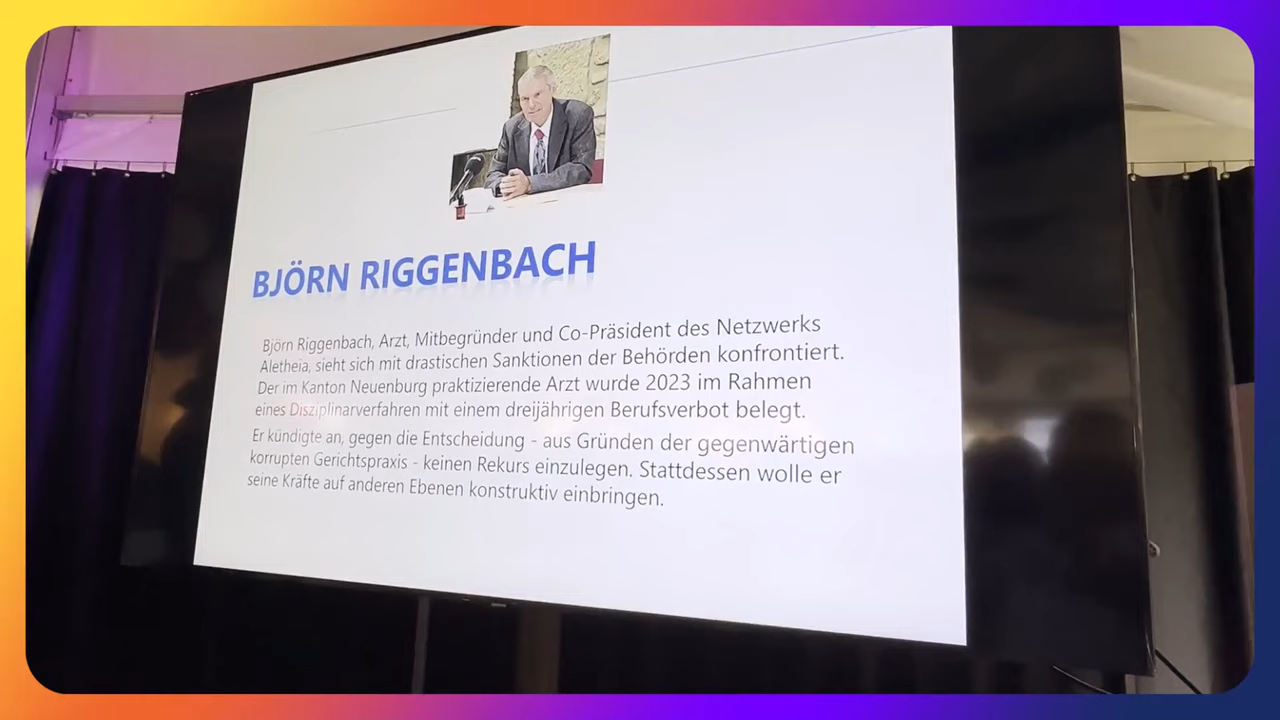 BJÖRN RIGGENBACH
Björn Riggenbach, Arzt, Mitbegründer und Co-Präsident des Netzwerks
Aletheia, sieht sich mit drastischen Sanktionen der Behörden konfrontiert.
Der im Kanton Neuenburg praktizierende Arzt wurde 2023 im Rahmen
eines Disziplinarverfahren mit einem dreijährigen Berufsverbot belegt.
Er kündigte an, gegen die Entscheidung - aus Gründen der gegenwärtigen
korrupten Gerichtspraxis - keinen Rekurs einzulegen. Stattdessen wolle er
seine Kräfte auf anderen Ebenen konstruktiv einbringen.